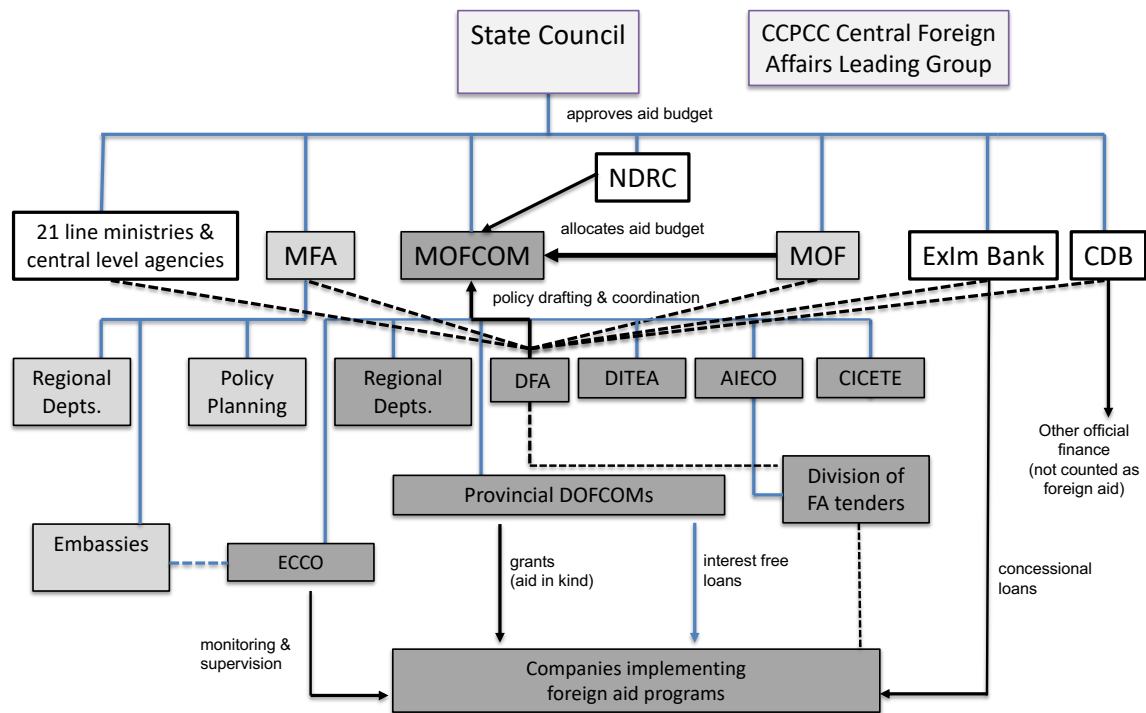 State Council
CCPCC Central Foreign
Affairs Leading Group
approves aid budget
NDRC
21 line ministries &
central level agencies
MFA
MOFCOM
allocates aid budget
MOF
ExIm Bank
CDB
policy drafting & coordination
Regional
Depts.
Policy
Planning
Regional
Depts.
DFA
DITEA
AIECO
CICETE
Other official
finance
(not counted as
foreign aid)
Provincial DOFCOMs
Division of
FA tenders
Embassies
ECCO
grants
(aid in kind)
interest free
loans
concessional
loans
monitoring &
supervision
Companies implementing
foreign aid programs